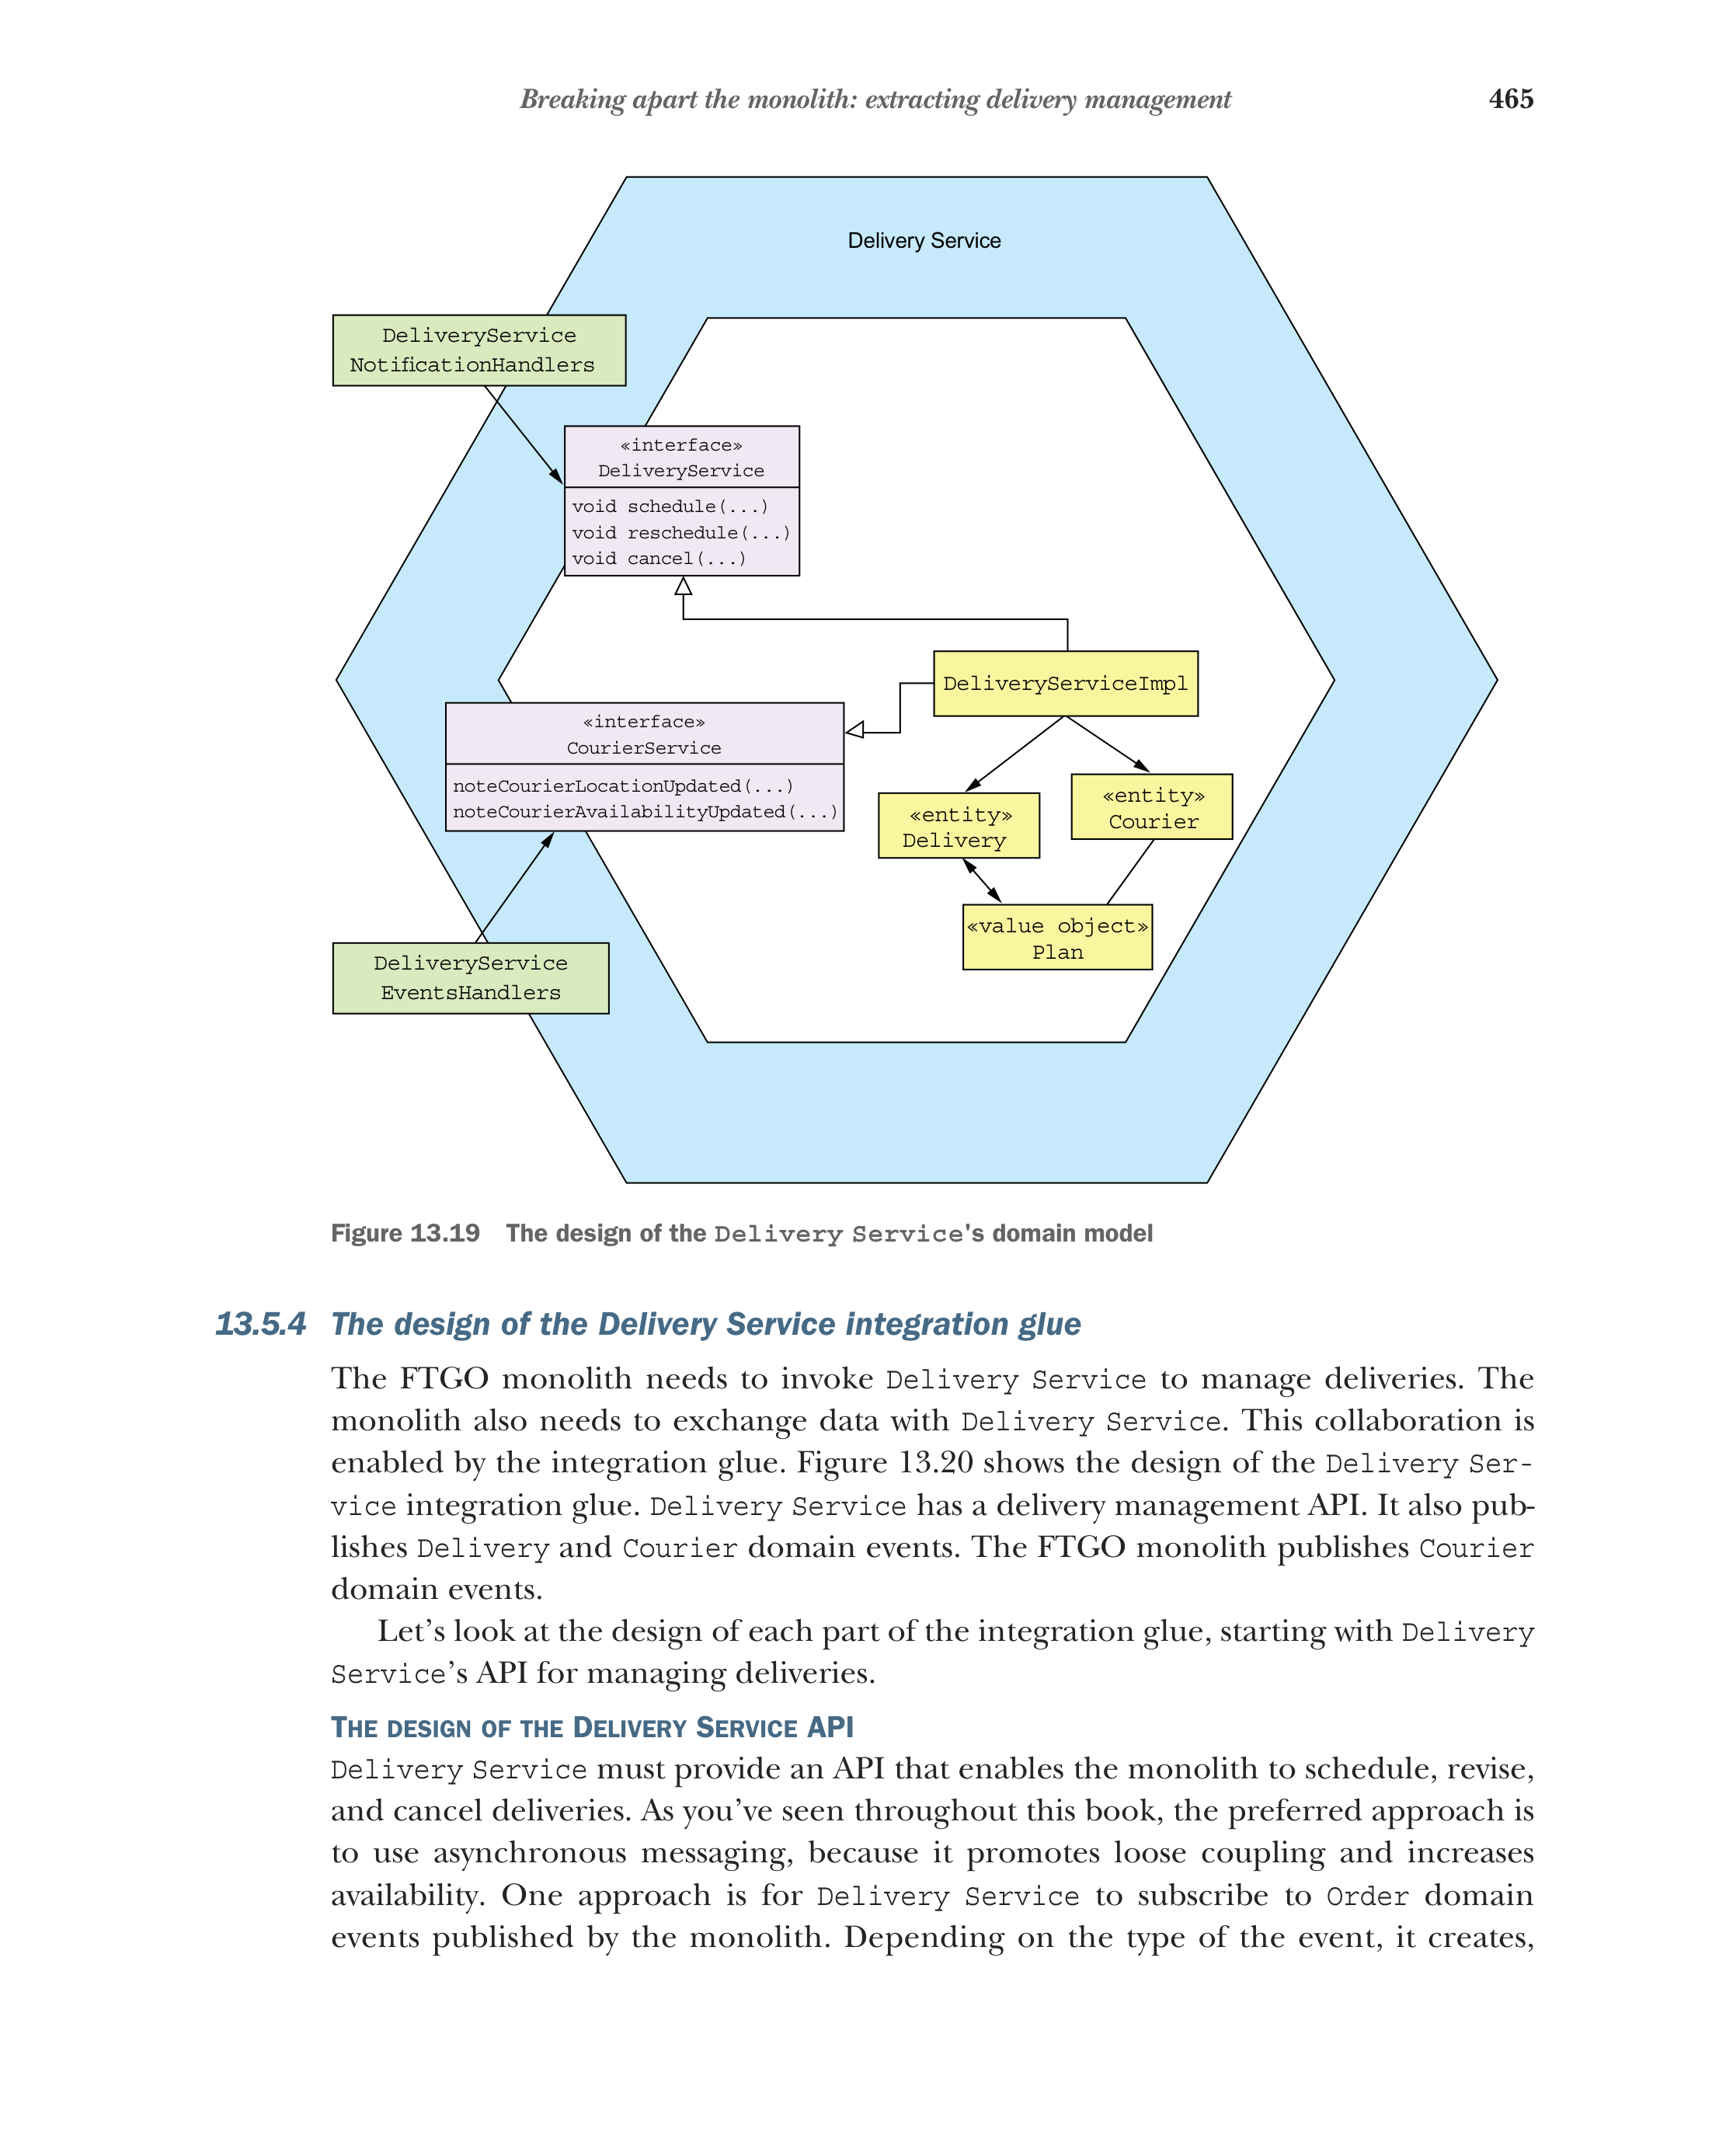 Breaking apart the monolith: extracting delivery management 465
Delivery Service
DeliveryService
NotificationHandlers
«interface»
DeliveryService
void schedule(...)
void reschedule(...)
void cancel(...)
DeliveryServiceImpl
«interface»
CourierService
noteCourierLocationUpdated(...)
noteCourierAvailabilityUpdated(...)
«entity»
Courier
«entity»
Delivery
«value object»
Plan
DeliveryService
EventsHandlers
Figure 13.19 The design of the Delivery Service's domain model
13.5.4 The design of the Delivery Service integration glue
The FTGO monolith needs to invoke Delivery Service to manage deliveries. The
monolith also needs to exchange data with Delivery Service. This collaboration is
enabled by the integration glue. Figure 13.20 shows the design of the Delivery Ser-
vice integration glue. Delivery Service has a delivery management API. It also pub-
lishes Delivery and Courier domain events. The FTGO monolith publishes Courier
domain events.
Let’s look at the design of each part of the integration glue, starting with Delivery
Service’s API for managing deliveries.
THE DESIGN OF THE DELIVERY SERVICE API
Delivery Service must provide an API that enables the monolith to schedule, revise,
and cancel deliveries. As you’ve seen throughout this book, the preferred approach is
to use asynchronous messaging, because it promotes loose coupling and increases
availability. One approach is for Delivery Service to subscribe to Order domain
events published by the monolith. Depending on the type of the event, it creates,